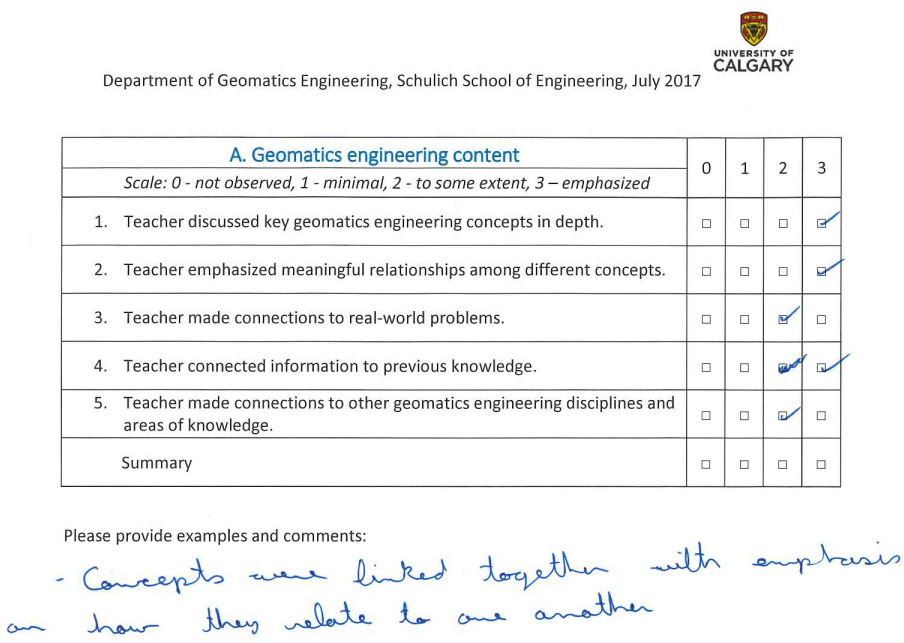 UNIVERSITY OF
CALGARY
Department of Geomatics Engineering, Schulich School of Engineering, July 2017
A. Geomatics engineering content
Scale: 0 - not observed, 1 - minimal, 2 - to some extent, 3 – emphasized
0 1 2 3
1. Teacher discussed key geomatics engineering concepts in depth.
2. Teacher emphasized meaningful relationships among different concepts.
3. Teacher made connections to real-world problems.
4. Teacher connected information to previous knowledge.
5. Teacher made connections to other geomatics engineering disciplines and
areas of knowledge.
Summary
Please provide examples and comments:
- Concepts were linked together with emphasis
on how they relate to one another